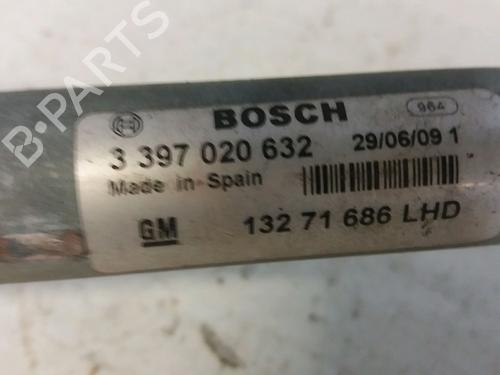 BOSCH 964
3 397 020 632 29/06/09 1
Made in Spain
GM 132 71 686 LHD
B-PARTS